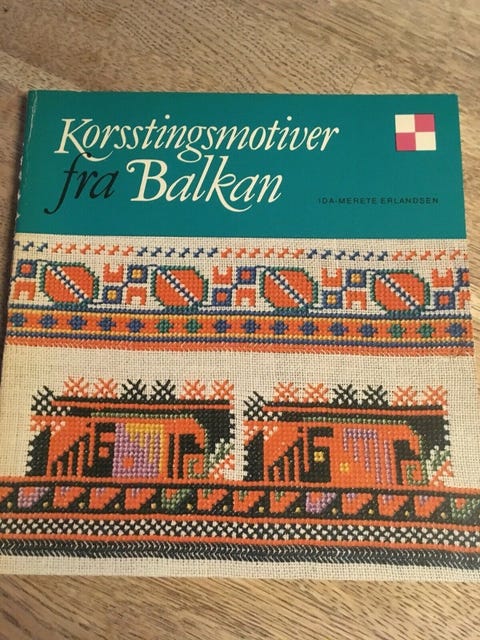 Korsstingsmotiver
fra Balkan
IDA-MERETE ERLANDSEN